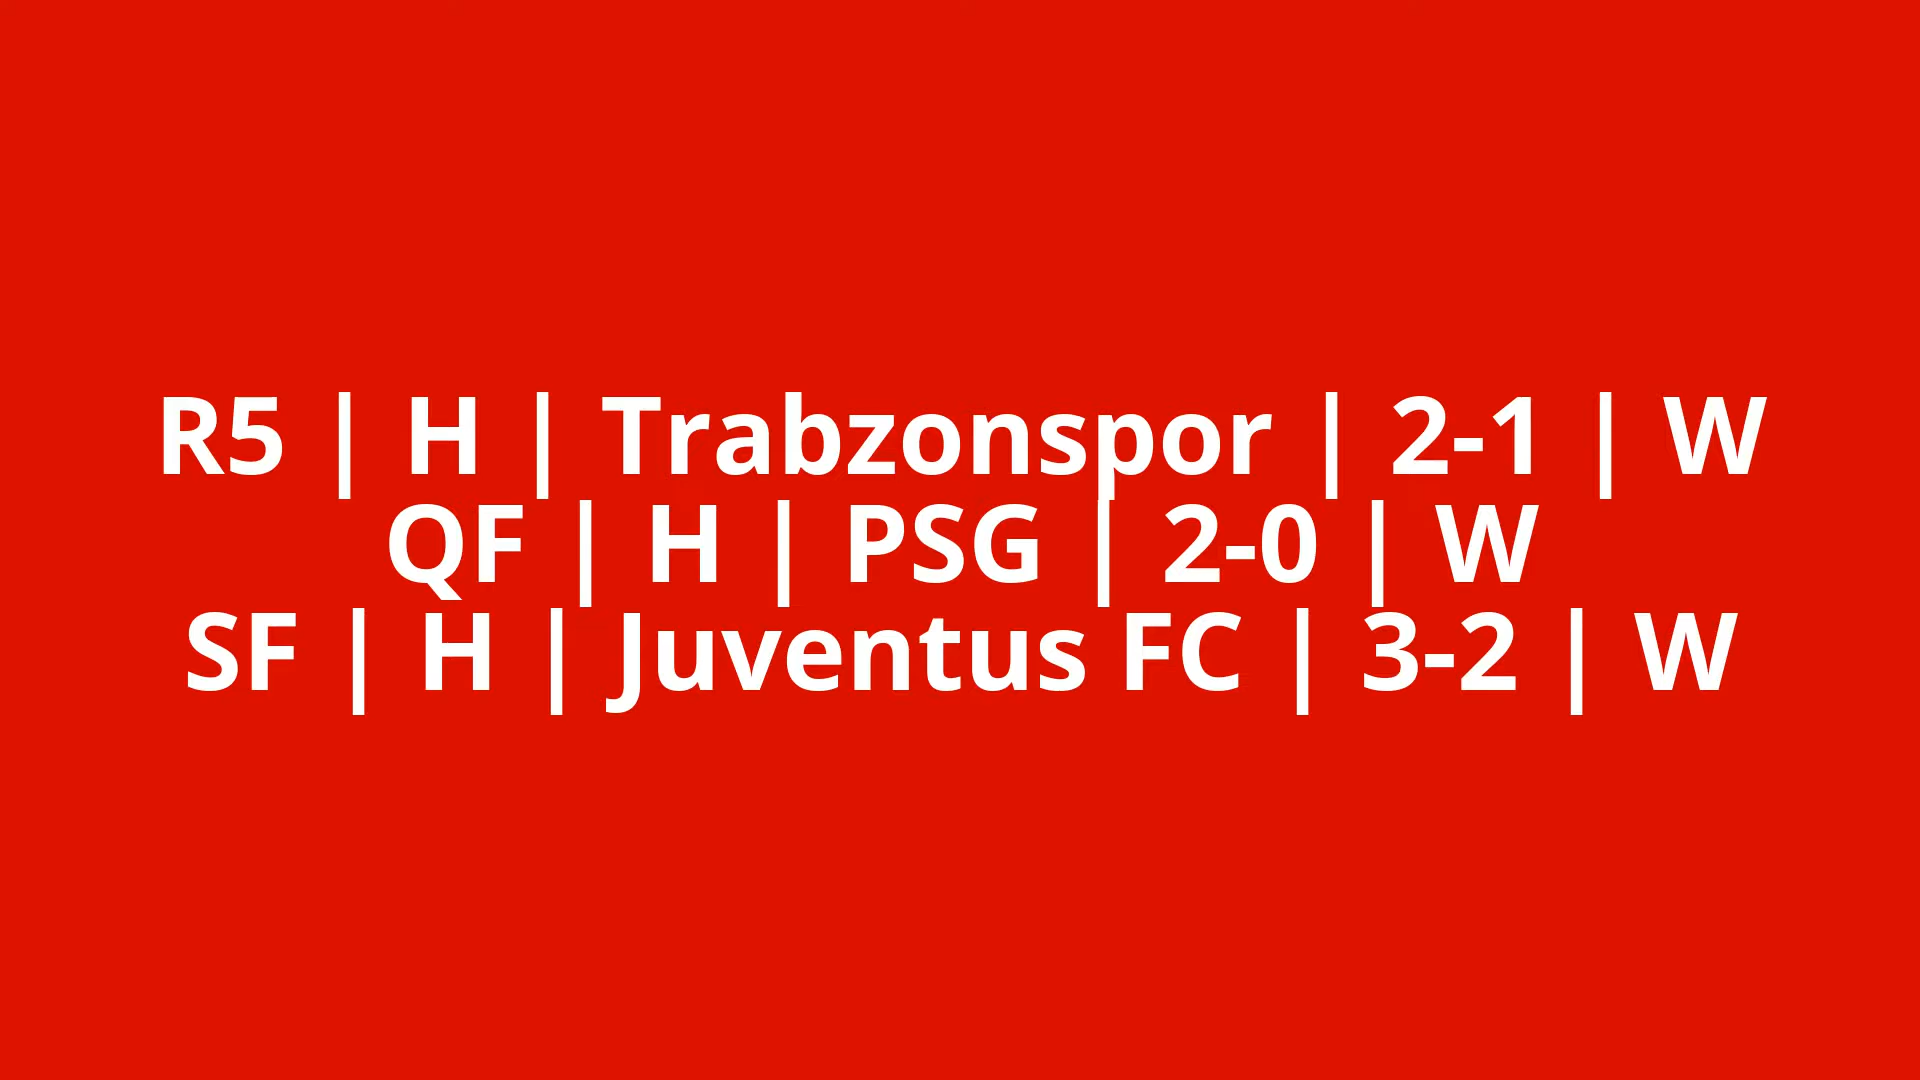 R5 | H | Trabzonspor | 2-1 | W
QF | H | PSG | 2-0 | W
SF | H | Juventus FC | 3-2 | W